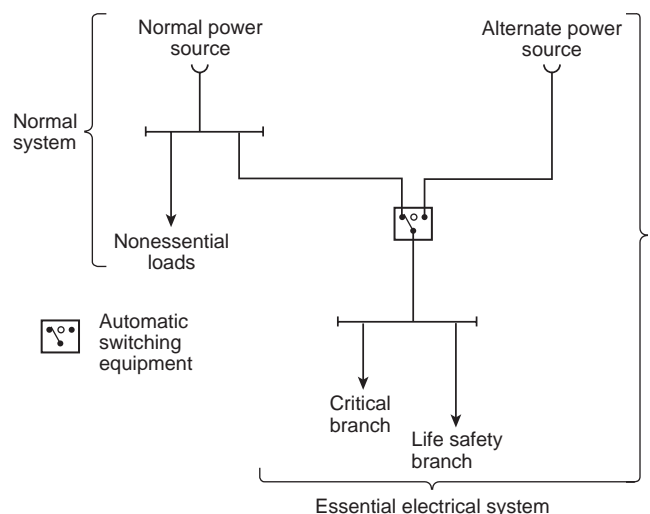 Normal power
source
Alternate power
source
Normal
system
Nonessential
loads
Automatic
switching
equipment
Critical
branch
Life safety
branch
Essential electrical system